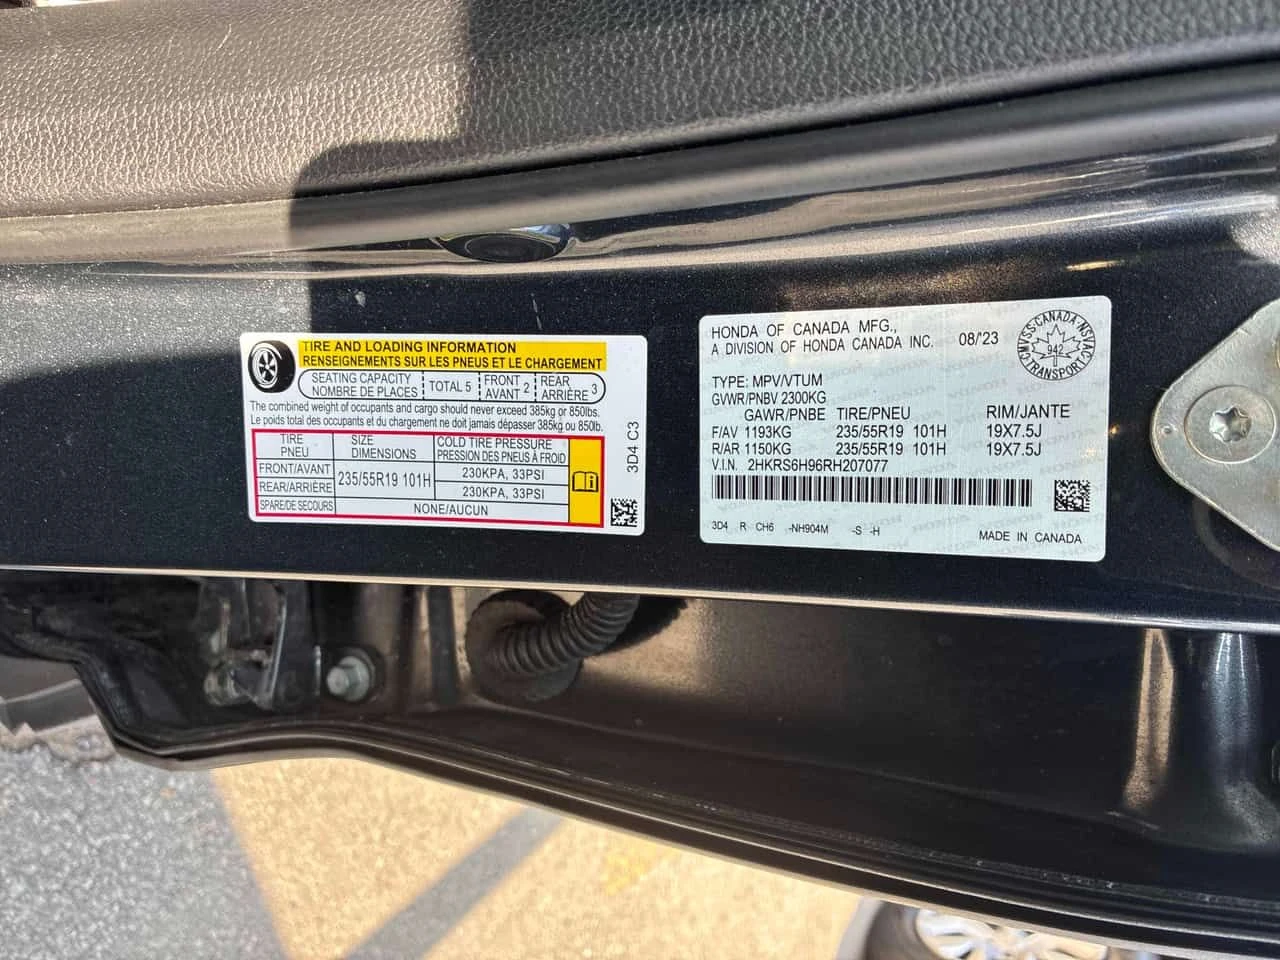 TIRE AND LOADING INFORMATION
RENSEIGNEMENTS SUR LES PNEUS ET LE CHARGEMENT
SEATING CAPACITY
NOMBRE DE PLACES
TOTAL 5
FRONT
AVANT 2
REAR
ARRIÈRE 3
The combined weight of occupants and cargo should never exceed 385kg or 850lbs.
Le poids total des occupants et du chargement ne doit jamais dépasser 385kg ou 850lb.
TIRE
PNEU
SIZE
DIMENSIONS
COLD TIRE PRESSURE
PRESSION DES PNEUS À FROID
FRONT/AVANT
235/55R19 101H
230KPA, 33PSI
REAR/ARRIÈRE
230KPA, 33PSI
SPARE/DE SECOURS
NONE/AUCUN
3D4 C3
HONDA OF CANADA MFG.,
A DIVISION OF HONDA CANADA INC.
08/'23
CANADA
CMVSS - NSVAC
942
TRANSPORT
TYPE: MPV/VTUM
GVWR/PNBV 2300KG
GAWR/PNBE TIRE/PNEU RIM/JANTE
F/AV 1193KG 235/55R19 101H 19X7.5J
R/AR 1150KG 235/55R19 101H 19X7.5J
V.I.N. 2HKRS6H96RH207077
3D4 R CH6 -NH904M -S -H
MADE IN CANADA